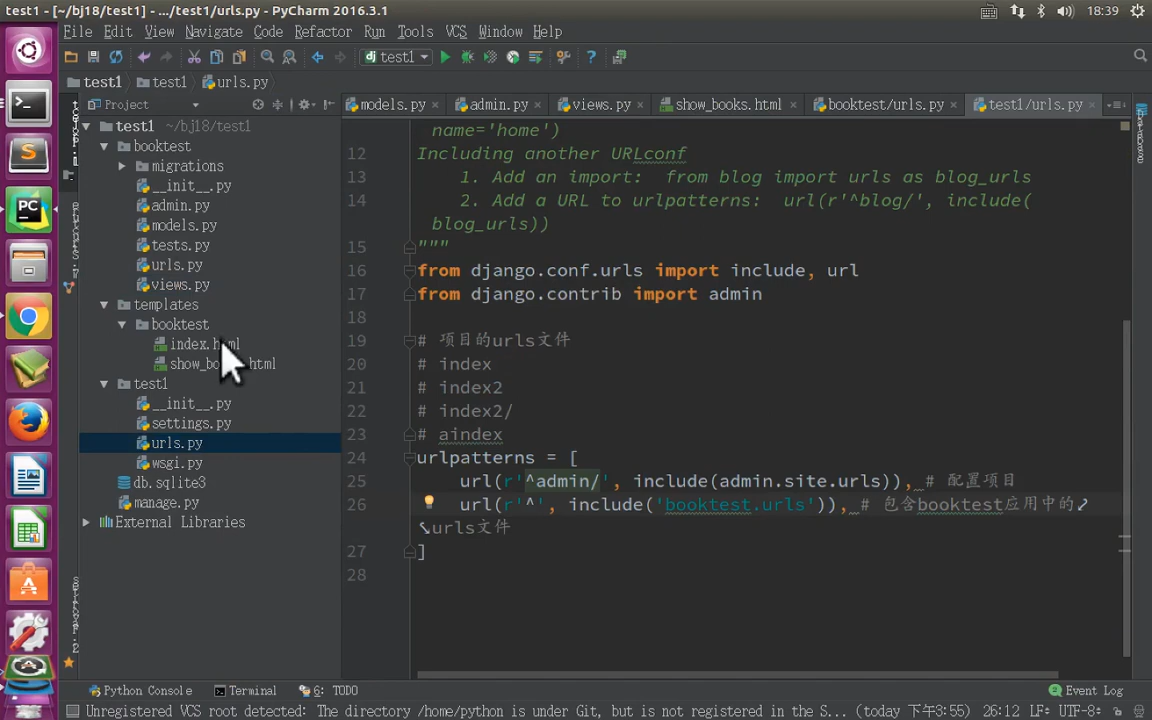 test1 - [~/bj18/test1] - .../test1/urls.py - PyCharm 2016.3.1
18:39
File Edit View Navigate Code Refactor Run Tools VCS Window Help
test1
test1 test1 urls.py
Project
models.py admin.py views.py show_books.html booktest/urls.py test1/urls.py
test1 ~/bj18/test1
booktest
migrations
__init__.py
admin.py
models.py
tests.py
urls.py
views.py
templates
booktest
index.html
html
test1
__init__.py
settings.py
urls.py
wsgi.py
db.sqlite3
manage.py
External Libraries
name='home')
12 Including another URLconf
13 1. Add an import:  from blog import urls as blog_urls
14 2. Add a URL to urlpatterns:  url(r'^blog/', include(
blog_urls))
15 """
16 from django.conf.urls import include, url
17 from django.contrib import admin
18
19 # 项目的urls文件
20 # index
21 # index2
22 # index2/
23 # aindex
24 urlpatterns = [
25 url(r'^admin/', include(admin.site.urls)), # 配置项目
26 url(r'^', include('booktest.urls')), # 包含booktest应用中的
urls文件
27 ]
28
Python Console Terminal 6: TODO Event Log
Unregistered VCS root detected: The directory /home/python is under Git, but is not registered in the S... (today 下午3:55) 26:12 LF÷ UTF-8÷